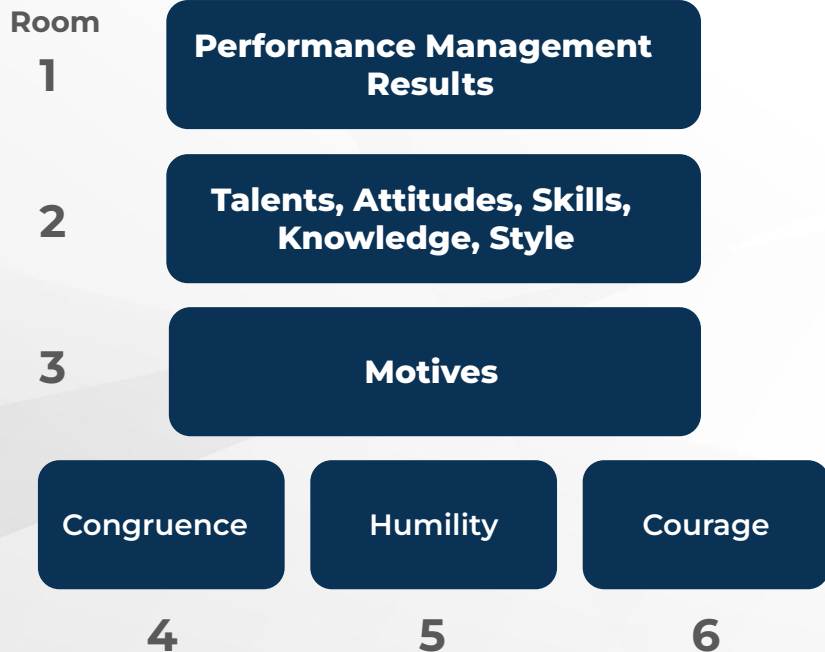 Room
1
Performance Management
Results
2
Talents, Attitudes, Skills,
Knowledge, Style
3
Motives
Congruence
Humility
Courage
4
5
6